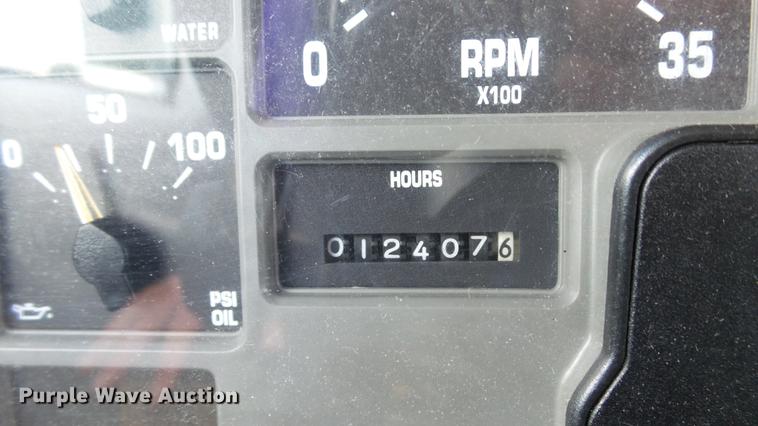 WATER
0 RPM 35
X100
0 50 100
HOURS
0124076
PSI
OIL
Purple Wave Auction